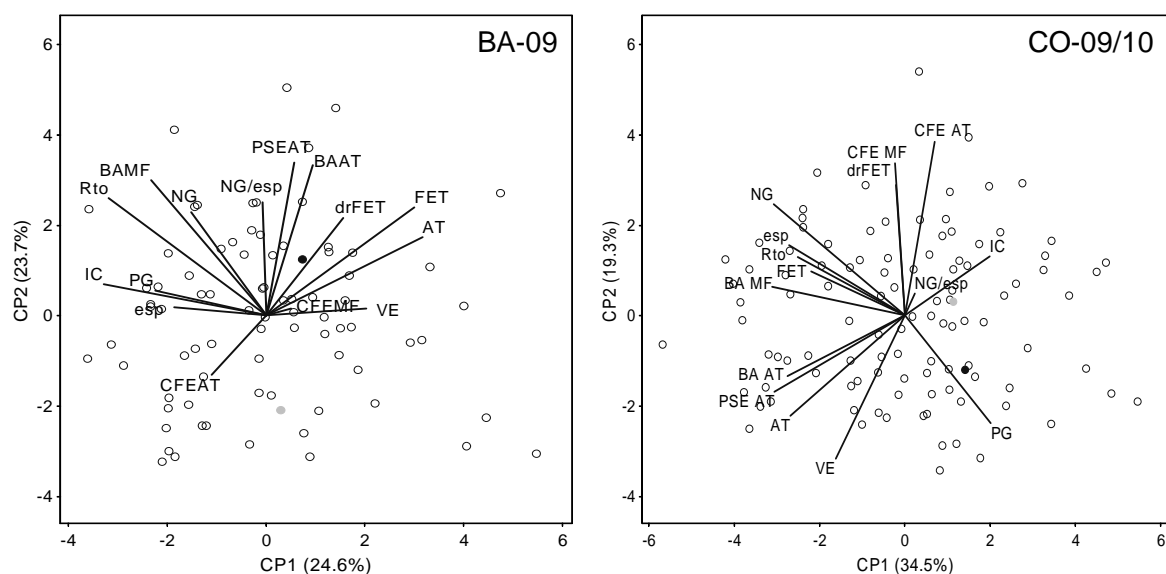 BA-09
6
4
2
0
-2
-4
CP2 (23.7%)
PSEAT
BAAT
BAMF
Rto
NG
NG/esp
drFET
FET
AT
IC
PG
esp
CFEMF
VE
CFEAT
-4
-2
0
2
4
6
CP1 (24.6%)
CO-09/10
6
4
2
0
-2
-4
CP2 (19.3%)
CFE AT
CFE MF
drFET
NG
esp
Rto
FET
BA MF
IC
NG/esp
BA AT
PSE AT
AT
VE
PG
-6
-4
-2
0
2
4
6
CP1 (34.5%)